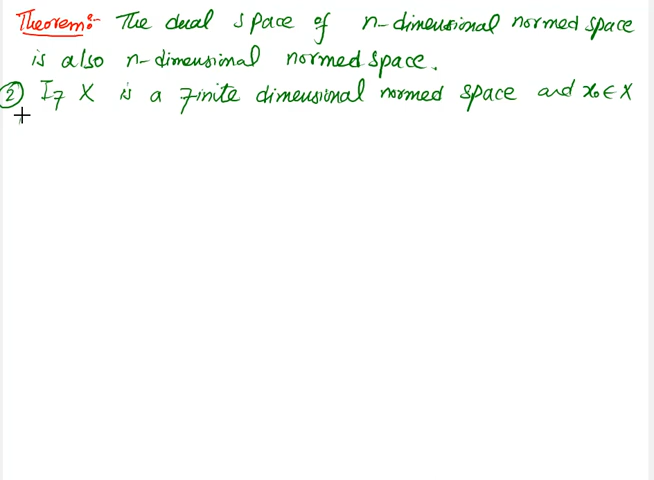 Theorem:- The dual space of n-dimensional normed space
is also n-dimensional normed space.
② If X is a finite dimensional normed space and x₀ ∈ X